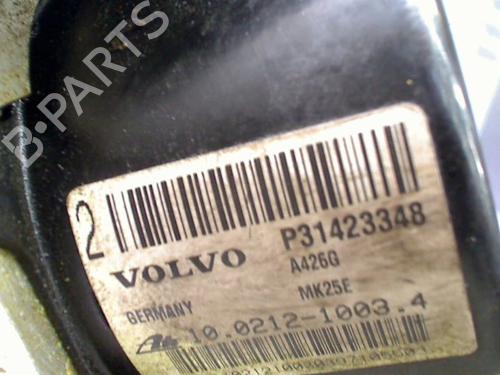 B-PARTS
2
VOLVO P31423348
A426G
GERMANY MK25E
10.0212-1003.4